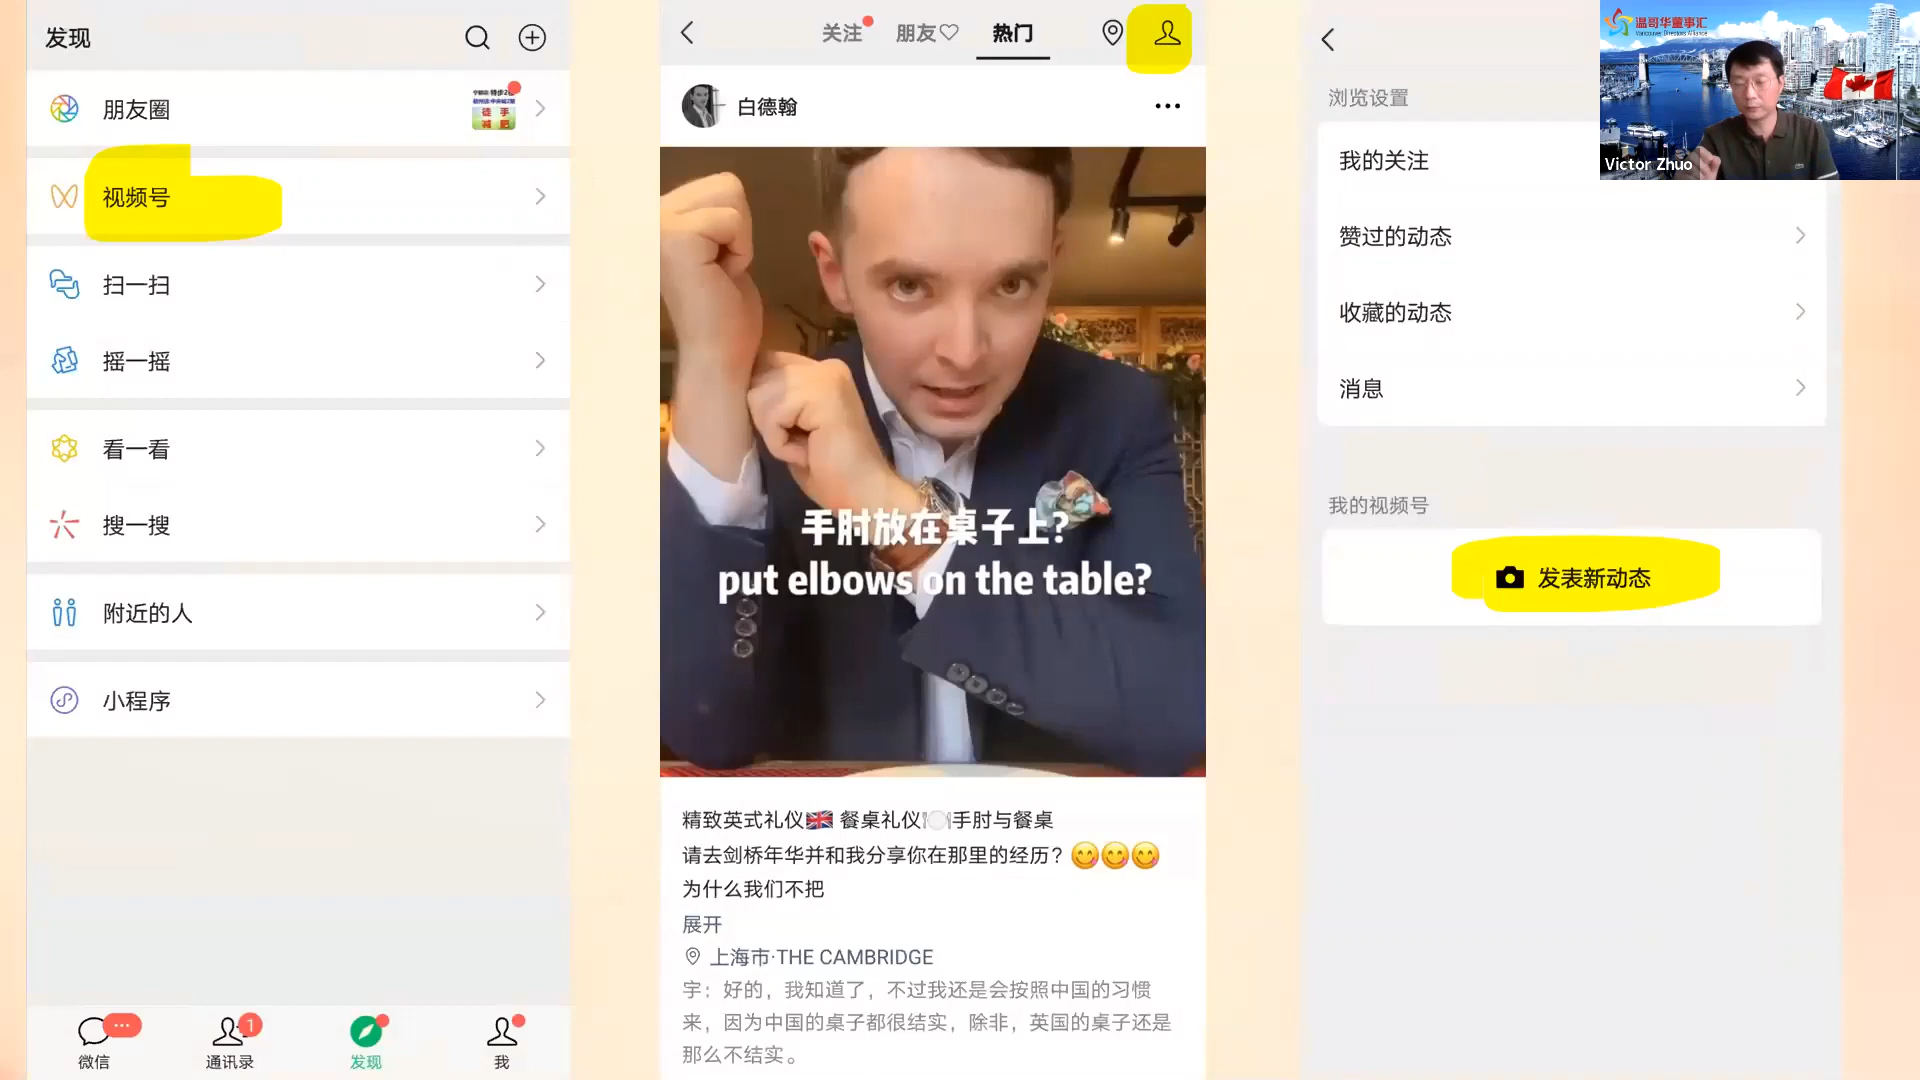 发现
朋友圈
徒 手
减 肥
视频号
扫一扫
摇一摇
看一看
搜一搜
附近的人
小程序
微信
通讯录
1
发现
我
关注
朋友
热门
白德翰
手肘放在桌子上?
put elbows on the table?
精致英式礼仪 餐桌礼仪 手肘与餐桌
请去剑桥年华并和我分享你在那里的经历?
为什么我们不把
展开
上海市·THE CAMBRIDGE
宇：好的，我知道了，不过我还是会按照中国的习惯
来，因为中国的桌子都很结实，除非，英国的桌子还是
那么不结实。
浏览设置
我的关注
赞过的动态
收藏的动态
消息
我的视频号
发表新动态
温哥华董事汇
Vancouver Directors Alliance
Victor Zhuo